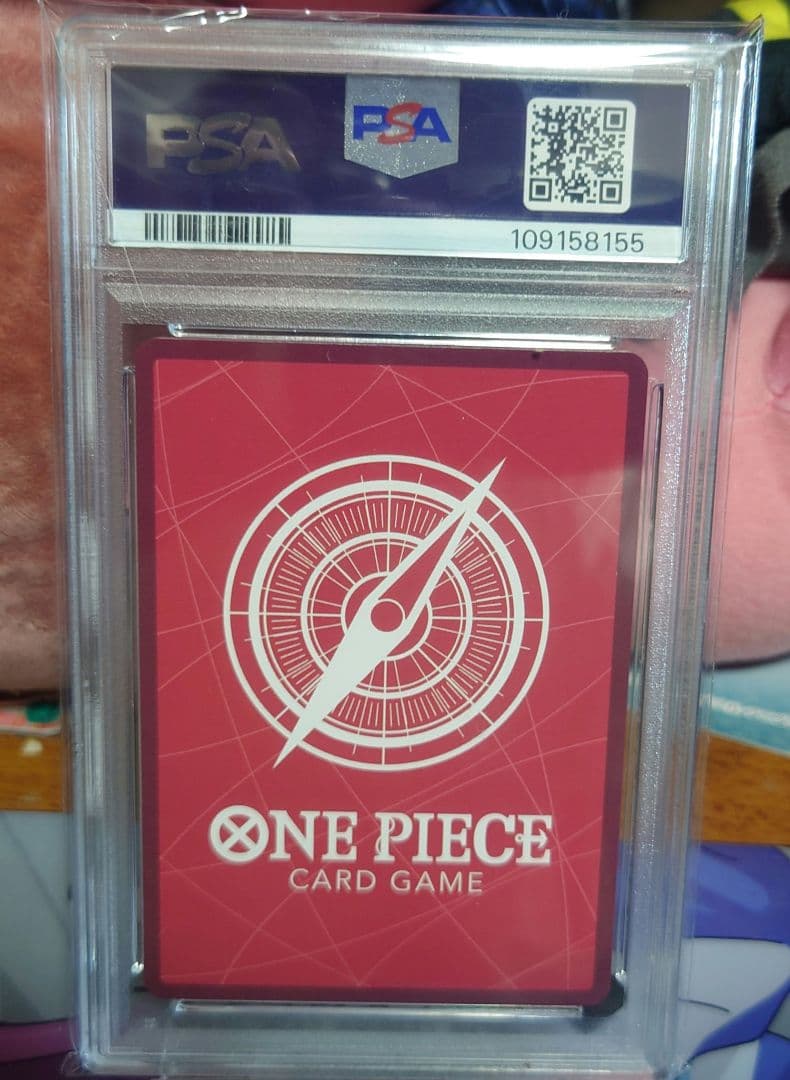 PSA
PSA
109158155
ONE PIECE
CARD GAME